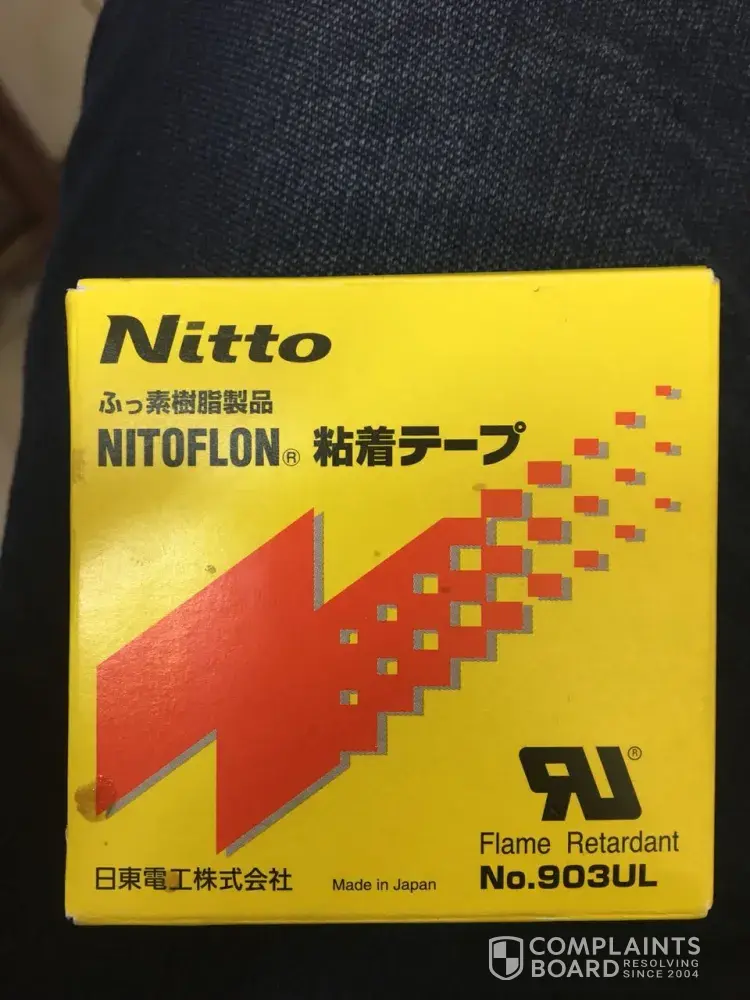 Nitto
ふっ素樹脂製品
NITOFLON® 粘着テープ
RU®
Flame Retardant
No.903UL
日東電工株式会社
Made in Japan
COMPLAINTS
BOARD RESOLVING
SINCE 2004